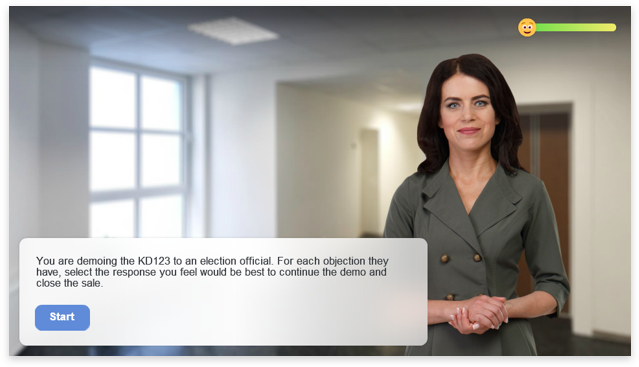 You are demoing the KD123 to an election official. For each objection they
have, select the response you feel would be best to continue the demo and
close the sale.
Start